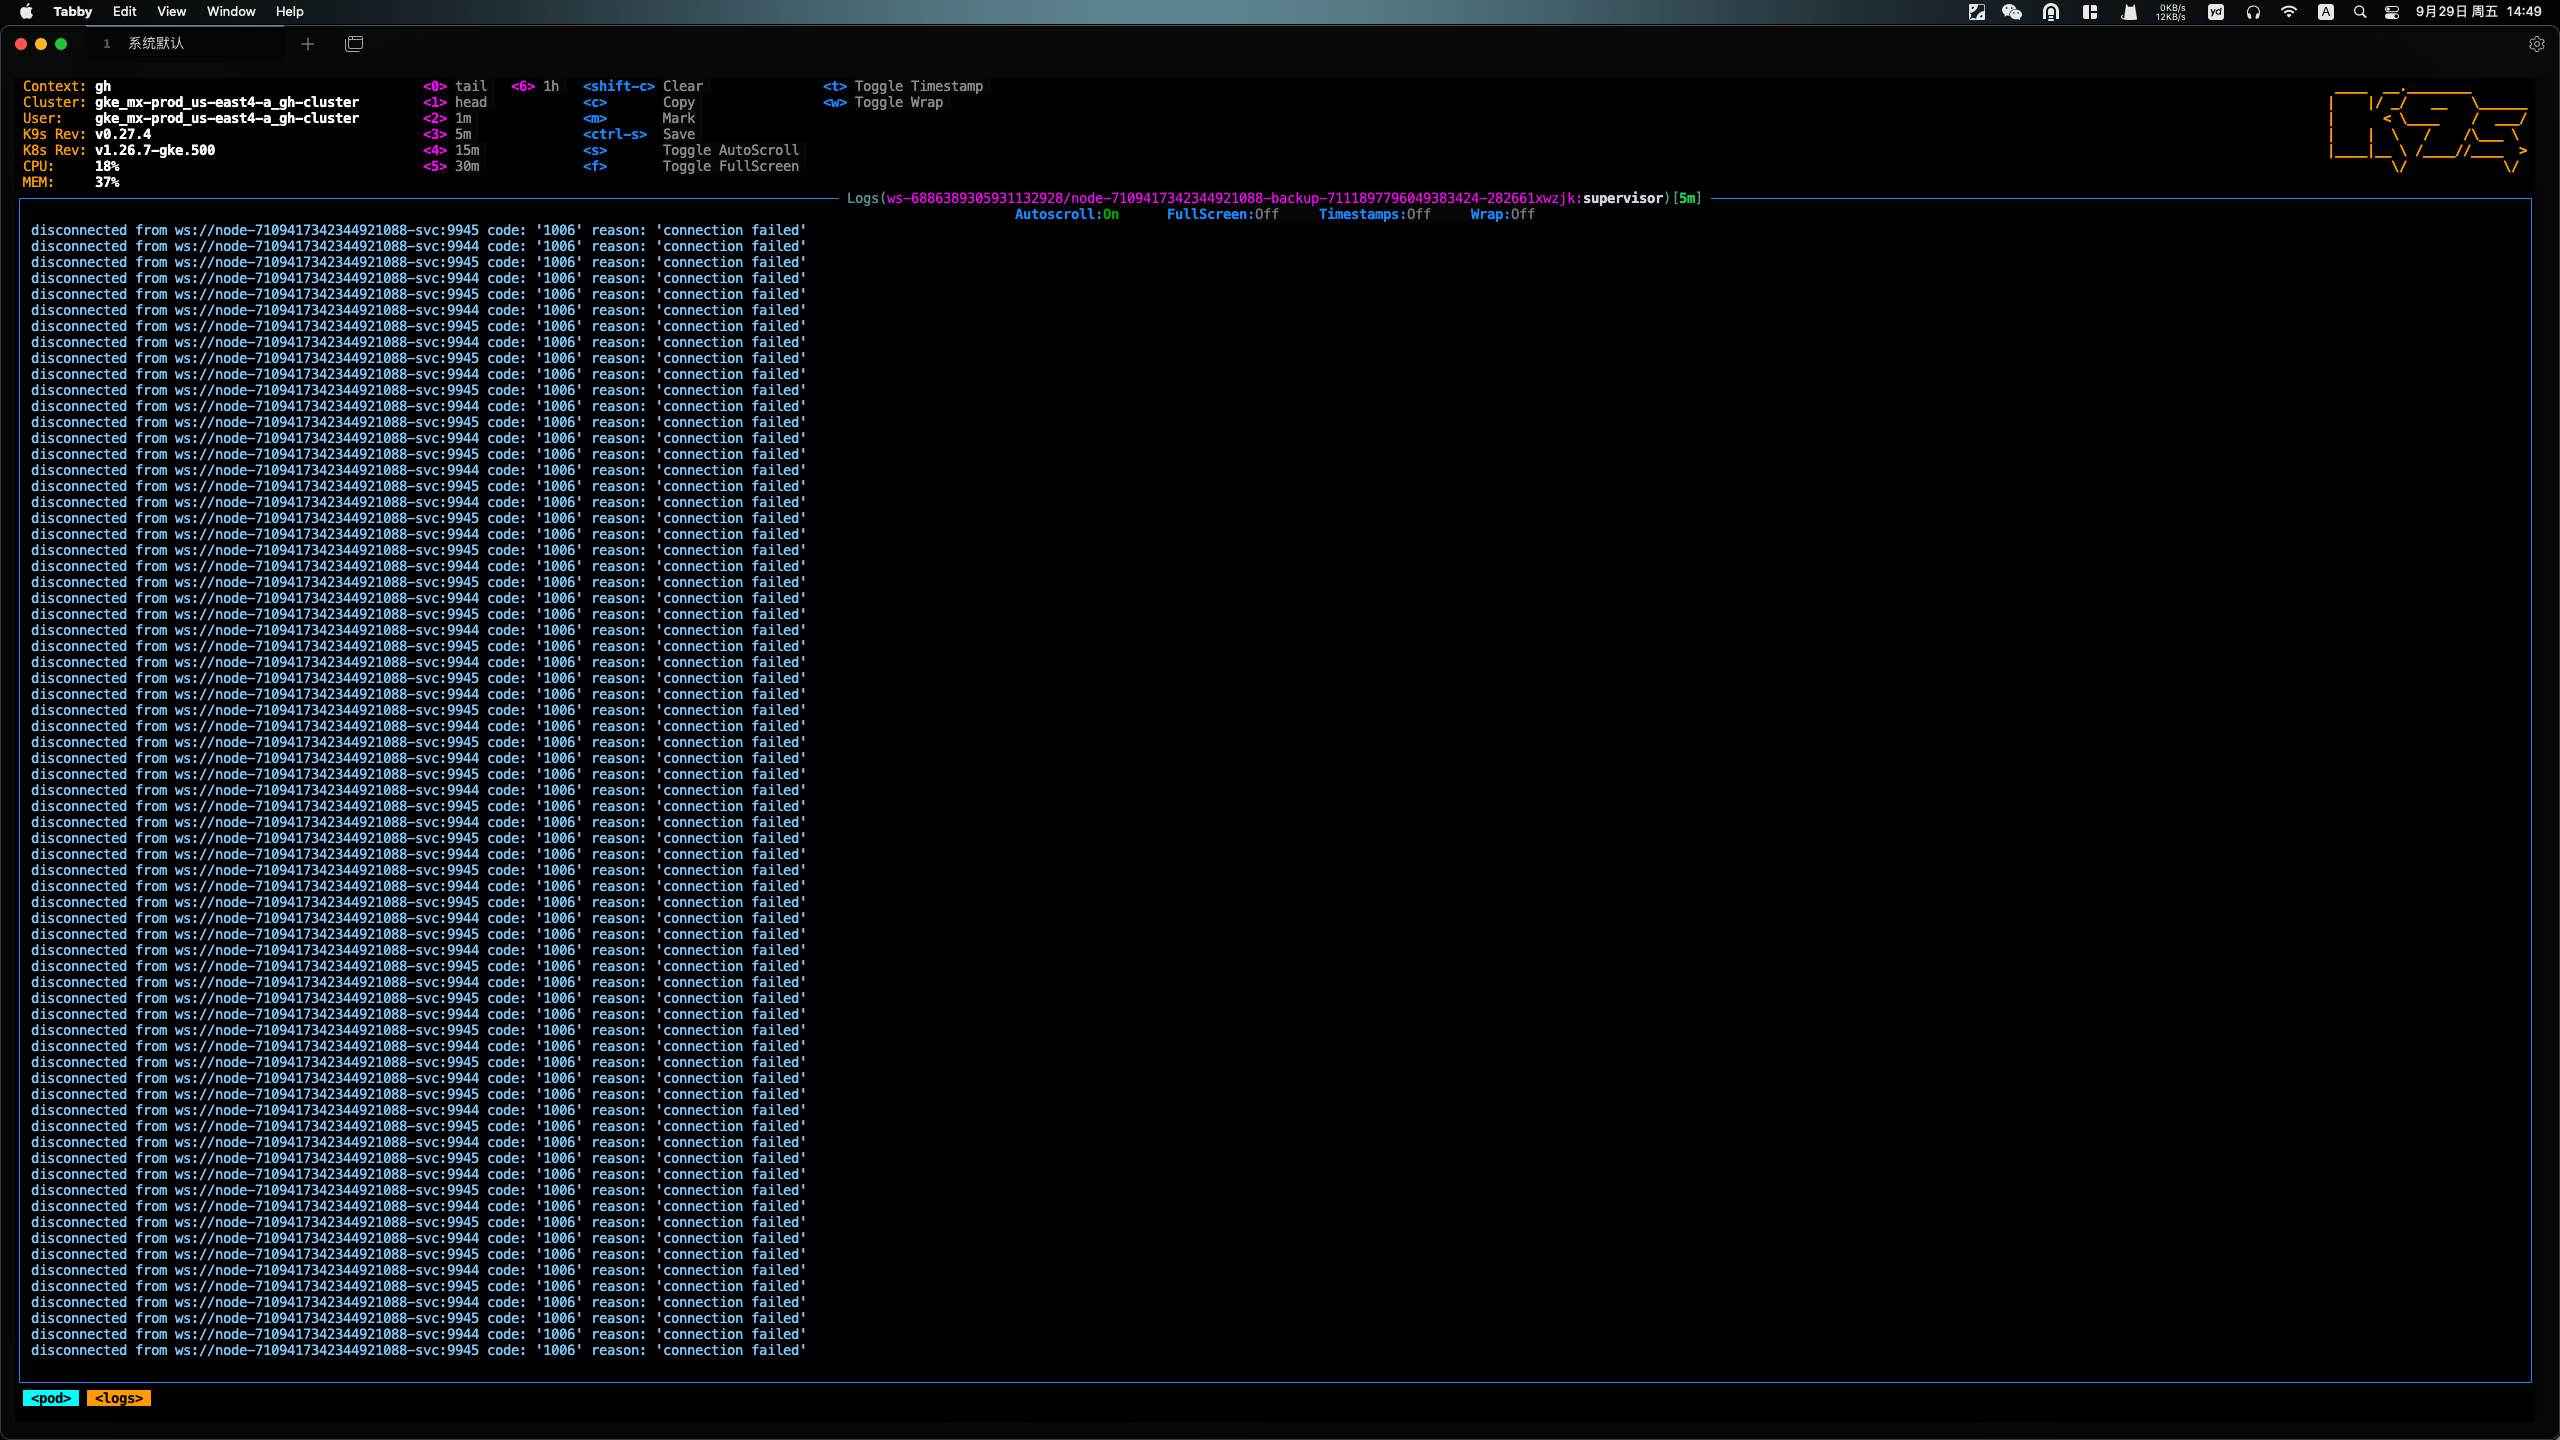 Tabby Edit View Window Help 0KB/s 12KB/s yd A 9月29日 周五 14:49
1 系统默认
Context: gh <0> tail <6> 1h <shift-c> Clear <t> Toggle Timestamp
Cluster: gke_mx-prod_us-east4-a_gh-cluster <1> head <c> Copy <w> Toggle Wrap
User: gke_mx-prod_us-east4-a_gh-cluster <2> 1m <m> Mark
K9s Rev: v0.27.4 <3> 5m <ctrl-s> Save
K8s Rev: v1.26.7-gke.500 <4> 15m <s> Toggle AutoScroll
CPU: 18% <5> 30m <f> Toggle FullScreen
MEM: 37%
Logs(ws-6886389305931132928/node-7109417342344921088-backup-7111897796049383424-282661xwzjk:supervisor)[5m]
Autoscroll:On FullScreen:Off Timestamps:Off Wrap:Off
disconnected from ws://node-7109417342344921088-svc:9945 code: '1006' reason: 'connection failed'
disconnected from ws://node-7109417342344921088-svc:9944 code: '1006' reason: 'connection failed'
disconnected from ws://node-7109417342344921088-svc:9945 code: '1006' reason: 'connection failed'
disconnected from ws://node-7109417342344921088-svc:9944 code: '1006' reason: 'connection failed'
disconnected from ws://node-7109417342344921088-svc:9945 code: '1006' reason: 'connection failed'
disconnected from ws://node-7109417342344921088-svc:9944 code: '1006' reason: 'connection failed'
disconnected from ws://node-7109417342344921088-svc:9945 code: '1006' reason: 'connection failed'
disconnected from ws://node-7109417342344921088-svc:9944 code: '1006' reason: 'connection failed'
disconnected from ws://node-7109417342344921088-svc:9945 code: '1006' reason: 'connection failed'
disconnected from ws://node-7109417342344921088-svc:9944 code: '1006' reason: 'connection failed'
disconnected from ws://node-7109417342344921088-svc:9945 code: '1006' reason: 'connection failed'
disconnected from ws://node-7109417342344921088-svc:9944 code: '1006' reason: 'connection failed'
disconnected from ws://node-7109417342344921088-svc:9945 code: '1006' reason: 'connection failed'
disconnected from ws://node-7109417342344921088-svc:9944 code: '1006' reason: 'connection failed'
disconnected from ws://node-7109417342344921088-svc:9945 code: '1006' reason: 'connection failed'
disconnected from ws://node-7109417342344921088-svc:9944 code: '1006' reason: 'connection failed'
disconnected from ws://node-7109417342344921088-svc:9945 code: '1006' reason: 'connection failed'
disconnected from ws://node-7109417342344921088-svc:9944 code: '1006' reason: 'connection failed'
disconnected from ws://node-7109417342344921088-svc:9945 code: '1006' reason: 'connection failed'
disconnected from ws://node-7109417342344921088-svc:9944 code: '1006' reason: 'connection failed'
disconnected from ws://node-7109417342344921088-svc:9945 code: '1006' reason: 'connection failed'
disconnected from ws://node-7109417342344921088-svc:9944 code: '1006' reason: 'connection failed'
disconnected from ws://node-7109417342344921088-svc:9945 code: '1006' reason: 'connection failed'
disconnected from ws://node-7109417342344921088-svc:9944 code: '1006' reason: 'connection failed'
disconnected from ws://node-7109417342344921088-svc:9945 code: '1006' reason: 'connection failed'
disconnected from ws://node-7109417342344921088-svc:9944 code: '1006' reason: 'connection failed'
disconnected from ws://node-7109417342344921088-svc:9945 code: '1006' reason: 'connection failed'
disconnected from ws://node-7109417342344921088-svc:9944 code: '1006' reason: 'connection failed'
disconnected from ws://node-7109417342344921088-svc:9945 code: '1006' reason: 'connection failed'
disconnected from ws://node-7109417342344921088-svc:9944 code: '1006' reason: 'connection failed'
disconnected from ws://node-7109417342344921088-svc:9945 code: '1006' reason: 'connection failed'
disconnected from ws://node-7109417342344921088-svc:9944 code: '1006' reason: 'connection failed'
disconnected from ws://node-7109417342344921088-svc:9945 code: '1006' reason: 'connection failed'
disconnected from ws://node-7109417342344921088-svc:9944 code: '1006' reason: 'connection failed'
disconnected from ws://node-7109417342344921088-svc:9945 code: '1006' reason: 'connection failed'
disconnected from ws://node-7109417342344921088-svc:9944 code: '1006' reason: 'connection failed'
disconnected from ws://node-7109417342344921088-svc:9945 code: '1006' reason: 'connection failed'
disconnected from ws://node-7109417342344921088-svc:9944 code: '1006' reason: 'connection failed'
disconnected from ws://node-7109417342344921088-svc:9945 code: '1006' reason: 'connection failed'
disconnected from ws://node-7109417342344921088-svc:9944 code: '1006' reason: 'connection failed'
disconnected from ws://node-7109417342344921088-svc:9945 code: '1006' reason: 'connection failed'
disconnected from ws://node-7109417342344921088-svc:9944 code: '1006' reason: 'connection failed'
disconnected from ws://node-7109417342344921088-svc:9945 code: '1006' reason: 'connection failed'
disconnected from ws://node-7109417342344921088-svc:9944 code: '1006' reason: 'connection failed'
disconnected from ws://node-7109417342344921088-svc:9945 code: '1006' reason: 'connection failed'
disconnected from ws://node-7109417342344921088-svc:9944 code: '1006' reason: 'connection failed'
disconnected from ws://node-7109417342344921088-svc:9945 code: '1006' reason: 'connection failed'
disconnected from ws://node-7109417342344921088-svc:9944 code: '1006' reason: 'connection failed'
disconnected from ws://node-7109417342344921088-svc:9945 code: '1006' reason: 'connection failed'
disconnected from ws://node-7109417342344921088-svc:9944 code: '1006' reason: 'connection failed'
disconnected from ws://node-7109417342344921088-svc:9945 code: '1006' reason: 'connection failed'
disconnected from ws://node-7109417342344921088-svc:9944 code: '1006' reason: 'connection failed'
disconnected from ws://node-7109417342344921088-svc:9945 code: '1006' reason: 'connection failed'
disconnected from ws://node-7109417342344921088-svc:9944 code: '1006' reason: 'connection failed'
disconnected from ws://node-7109417342344921088-svc:9945 code: '1006' reason: 'connection failed'
disconnected from ws://node-7109417342344921088-svc:9944 code: '1006' reason: 'connection failed'
disconnected from ws://node-7109417342344921088-svc:9945 code: '1006' reason: 'connection failed'
disconnected from ws://node-7109417342344921088-svc:9944 code: '1006' reason: 'connection failed'
disconnected from ws://node-7109417342344921088-svc:9945 code: '1006' reason: 'connection failed'
disconnected from ws://node-7109417342344921088-svc:9944 code: '1006' reason: 'connection failed'
disconnected from ws://node-7109417342344921088-svc:9945 code: '1006' reason: 'connection failed'
disconnected from ws://node-7109417342344921088-svc:9944 code: '1006' reason: 'connection failed'
disconnected from ws://node-7109417342344921088-svc:9945 code: '1006' reason: 'connection failed'
disconnected from ws://node-7109417342344921088-svc:9944 code: '1006' reason: 'connection failed'
disconnected from ws://node-7109417342344921088-svc:9945 code: '1006' reason: 'connection failed'
disconnected from ws://node-7109417342344921088-svc:9944 code: '1006' reason: 'connection failed'
disconnected from ws://node-7109417342344921088-svc:9945 code: '1006' reason: 'connection failed'
disconnected from ws://node-7109417342344921088-svc:9944 code: '1006' reason: 'connection failed'
disconnected from ws://node-7109417342344921088-svc:9945 code: '1006' reason: 'connection failed'
disconnected from ws://node-7109417342344921088-svc:9944 code: '1006' reason: 'connection failed'
disconnected from ws://node-7109417342344921088-svc:9945 code: '1006' reason: 'connection failed'
<pod> <logs>